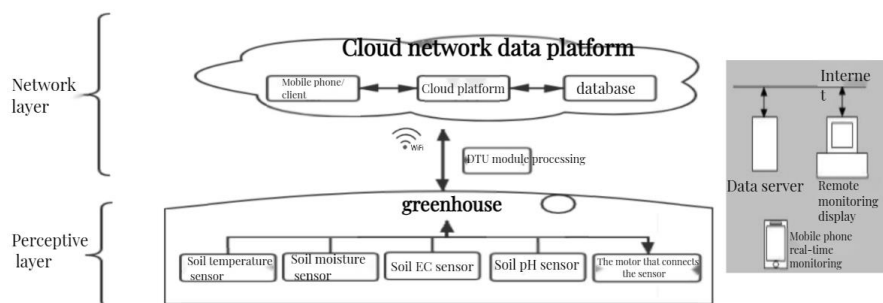 Network
layer
Cloud network data platform
Mobile phone/
client
Cloud platform
database
WiFi
DTU module processing
Perceptive
layer
greenhouse
Soil temperature
sensor
Soil moisture
sensor
Soil EC sensor
Soil pH sensor
The motor that connects
the sensor
Interne
t
Data server
Remote
monitoring
display
Mobile phone
real-time
monitoring